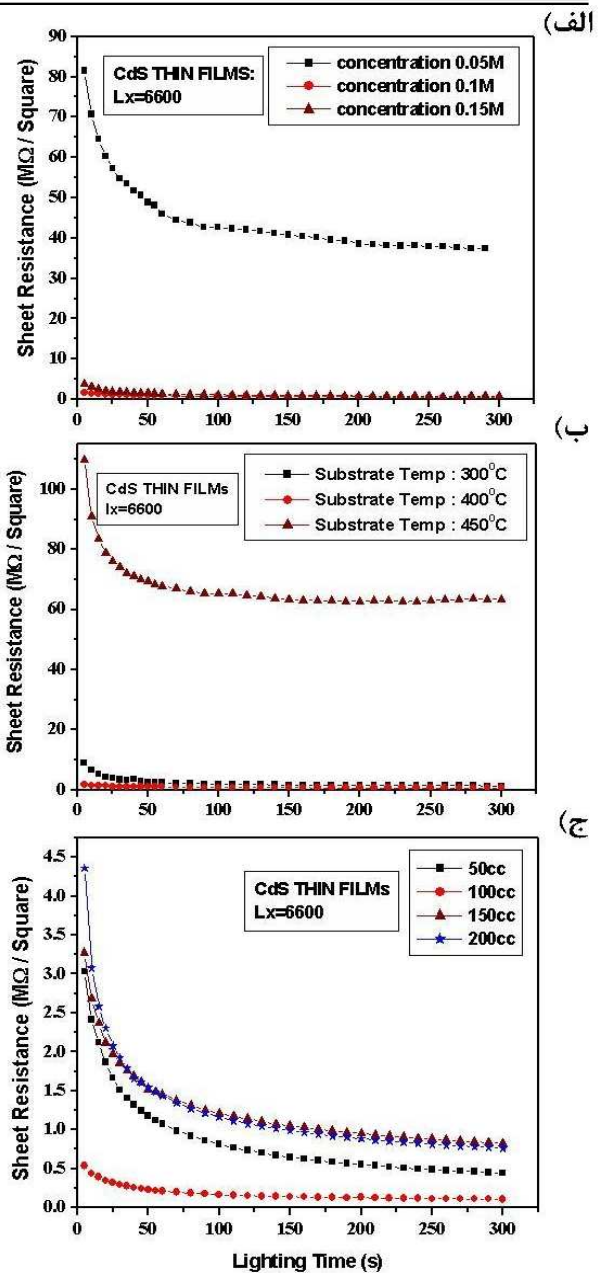 الف)
90
80
70
60
50
40
30
20
10
0
Sheet Resistance (MΩ / Square)
CdS THIN FILMS:
Lx=6600
concentration 0.05M
concentration 0.1M
concentration 0.15M
0 50 100 150 200 250 300
ب)
100
80
60
40
20
0
Sheet Resistance (MΩ / Square)
CdS THIN FILMs
lx=6600
Substrate Temp : 300°C
Substrate Temp : 400°C
Substrate Temp : 450°C
0 50 100 150 200 250 300
ج)
4.5
4.0
3.5
3.0
2.5
2.0
1.5
1.0
0.5
0.0
Sheet Resistance (MΩ / Square)
CdS THIN FILMs
Lx=6600
50cc
100cc
150cc
200cc
0 50 100 150 200 250 300
Lighting Time (s)